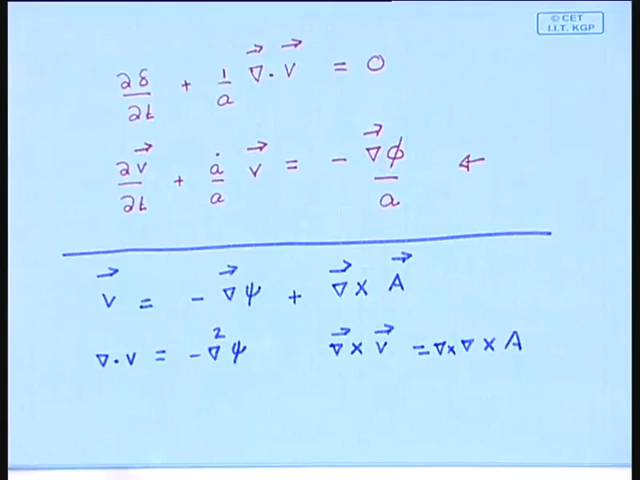 © CET
I.I.T. KGP
∂δ/∂t + 1/a ∇⃗·v⃗ = 0
∂v⃗/∂t + ȧ/a v⃗ = - ∇⃗ϕ/a ←
v⃗ = - ∇⃗ψ + ∇⃗ x A⃗
∇·v = -∇²ψ ∇⃗ x v⃗ = ∇x∇ x A